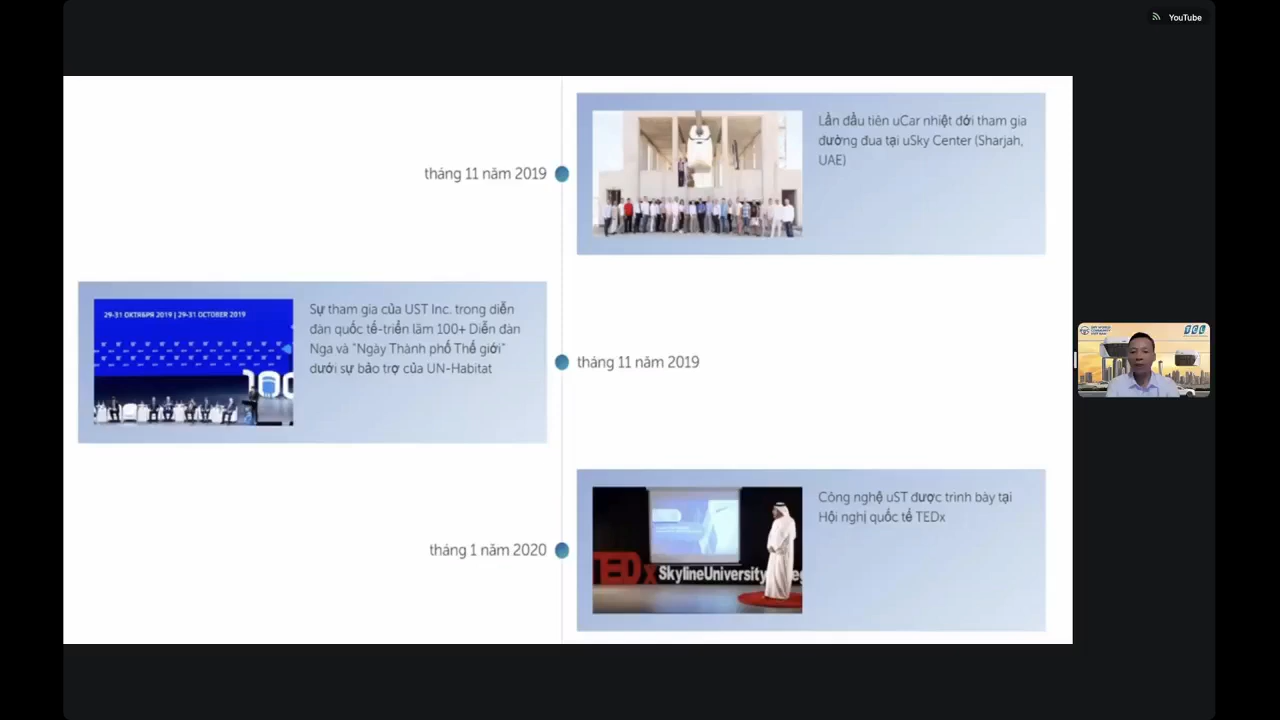 YouTube
tháng 11 năm 2019
Lần đầu tiên uCar nhiệt đới tham gia
đường đua tại uSky Center (Sharjah,
UAE)
29-31 ОКТЯБРЯ 2019 | 29-31 OCTOBER 2019
100
Sự tham gia của UST Inc. trong diễn
đàn quốc tế-triển lãm 100+ Diễn đàn
Nga và "Ngày Thành phố Thế giới"
dưới sự bảo trợ của UN-Habitat
tháng 11 năm 2019
tháng 1 năm 2020
TEDx
SkylineUniversity
Công nghệ uST được trình bày tại
Hội nghị quốc tế TEDx
TCL